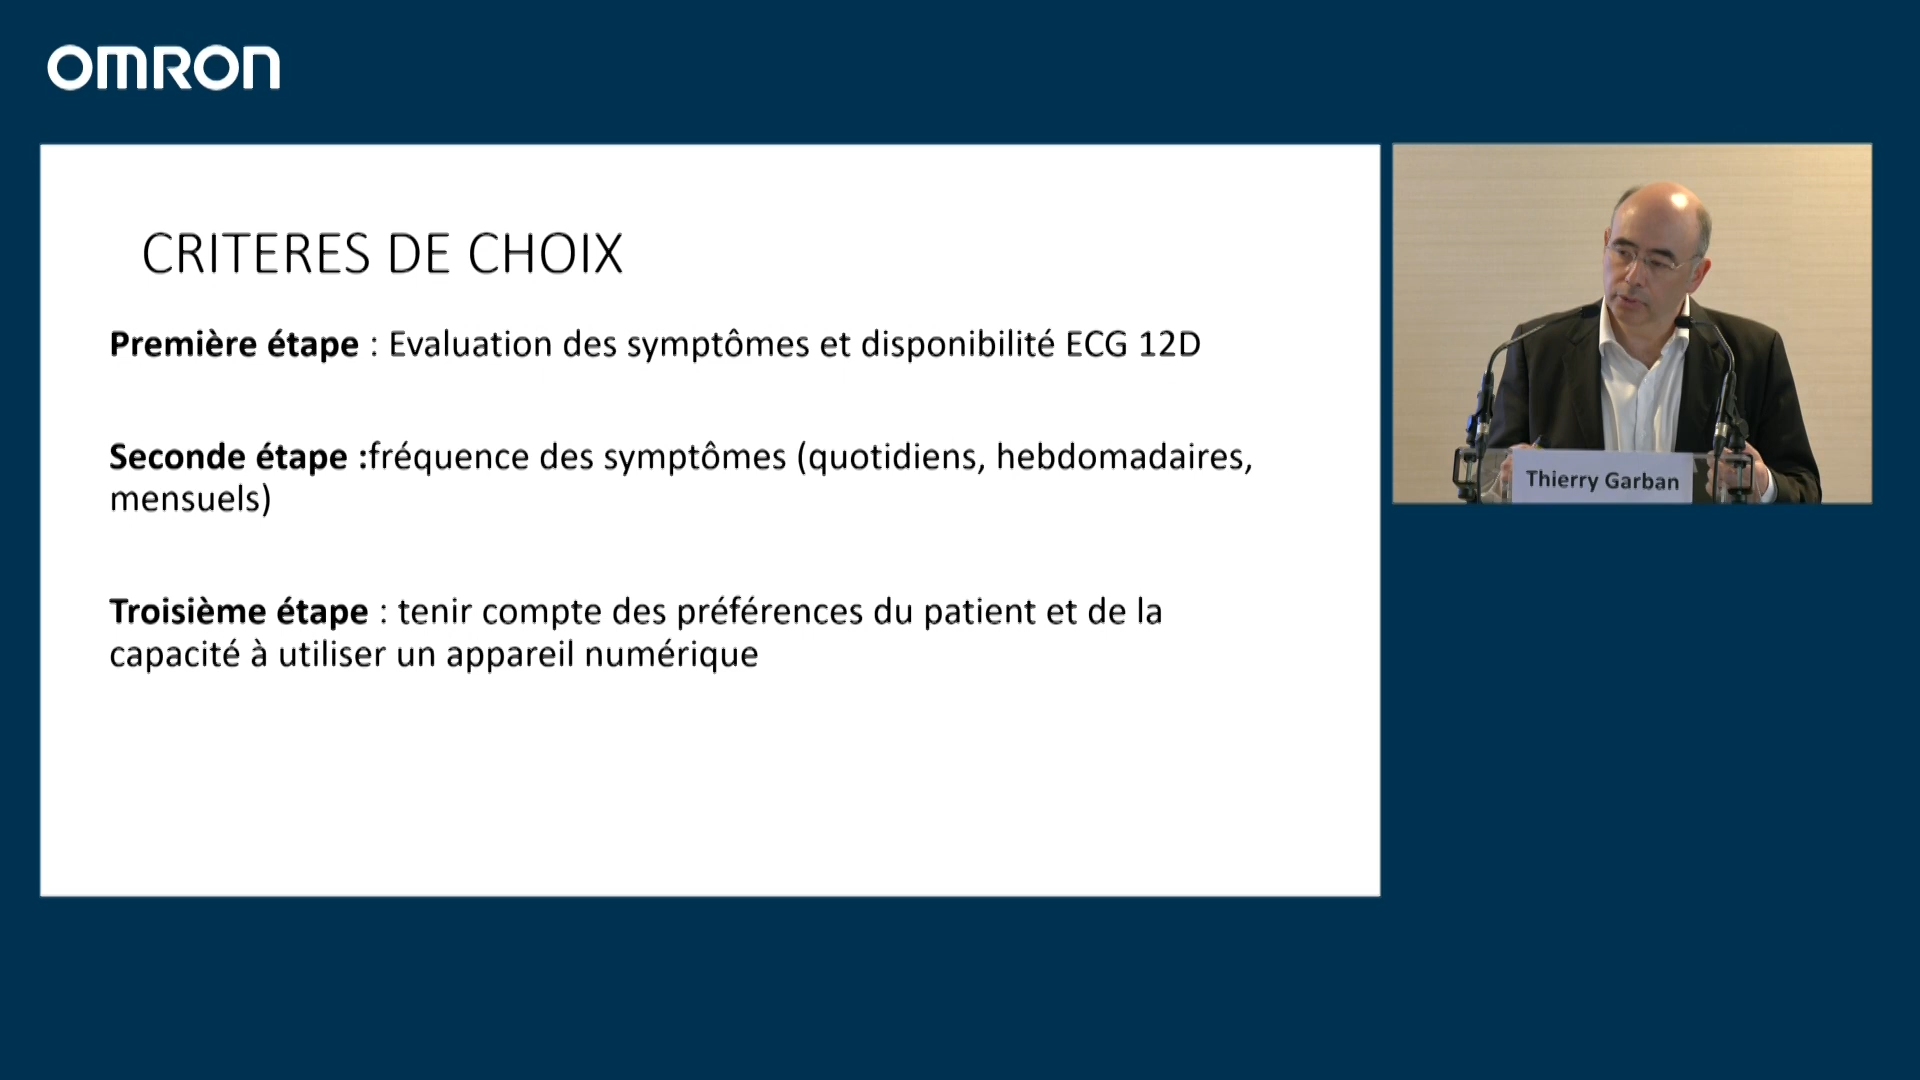 OMRON
CRITERES DE CHOIX
Première étape : Evaluation des symptômes et disponibilité ECG 12D
Seconde étape :fréquence des symptômes (quotidiens, hebdomadaires,
mensuels)
Troisième étape : tenir compte des préférences du patient et de la
capacité à utiliser un appareil numérique
Thierry Garban